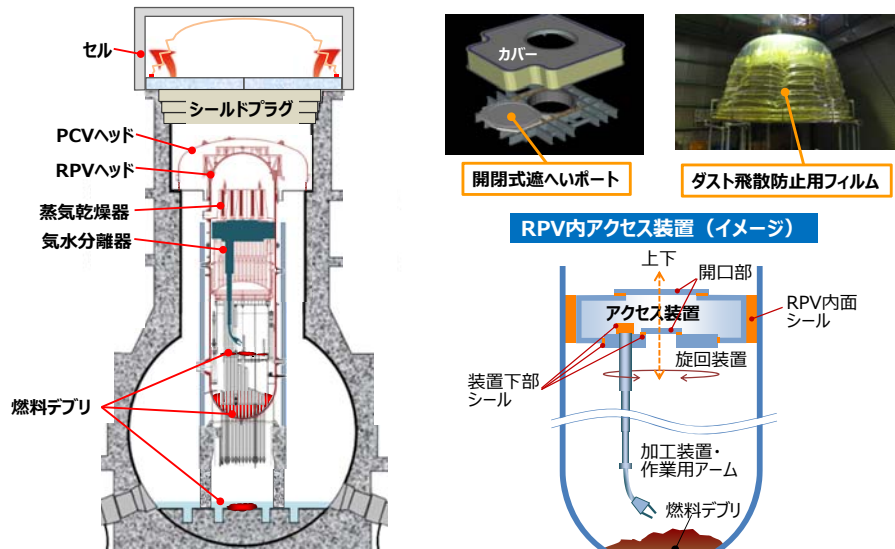 セル
シールドプラグ
PCVヘッド
RPVヘッド
蒸気乾燥器
気水分離器
燃料デブリ
カバー
開閉式遮へいポート
ダスト飛散防止用フィルム
RPV内アクセス装置（イメージ）
上下
開口部
RPV内面
シール
アクセス装置
旋回装置
装置下部
シール
加工装置・
作業用アーム
燃料デブリ